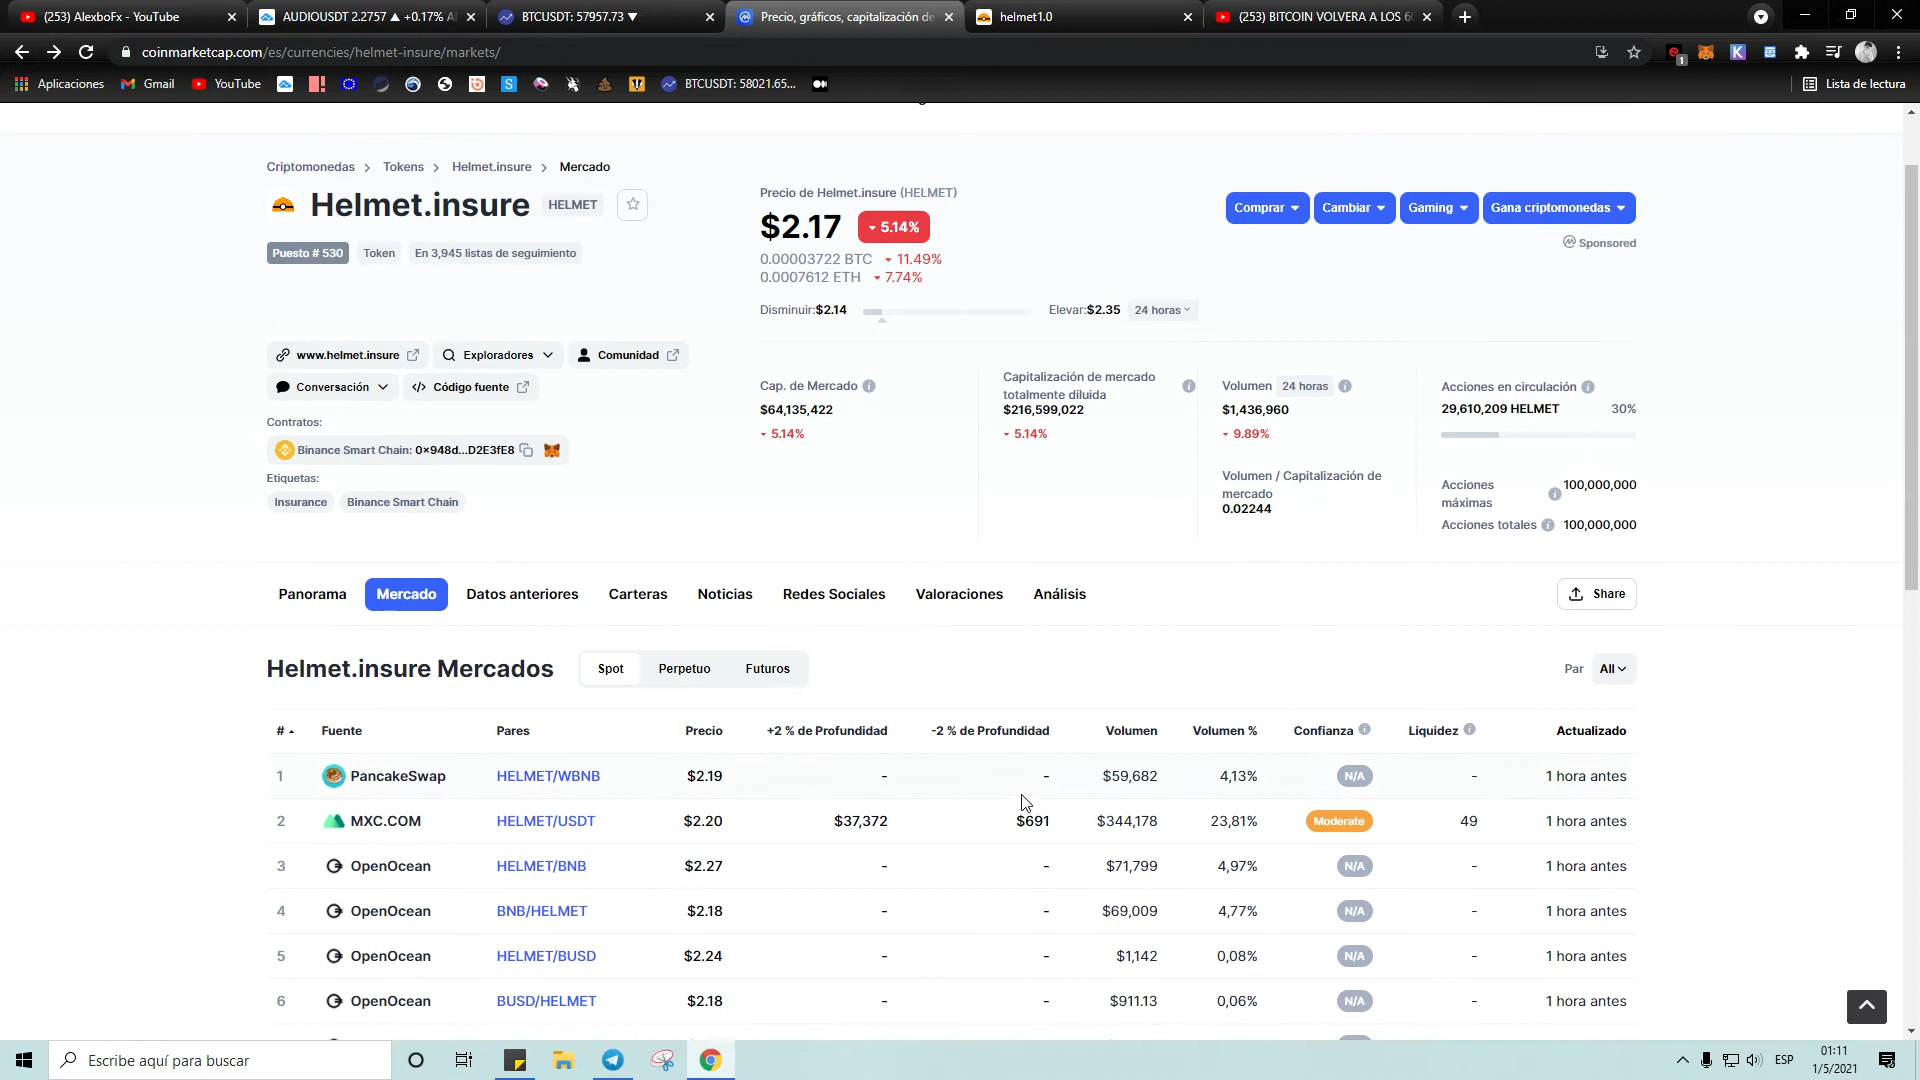 (253) AlexboFx - YouTube
AUDIOUSDT 2.2757 ▲ +0.17%
BTCUSDT: 57957.73 ▼
Precio, gráficos, capitalización de
helmet1.0
(253) BITCOIN VOLVERA A LOS
coinmarketcap.com/es/currencies/helmet-insure/markets/
1
Aplicaciones
Gmail
YouTube
BTCUSDT: 58021.65...
Lista de lectura
Criptomonedas > Tokens > Helmet.insure > Mercado
Helmet.insure HELMET
Puesto # 530 Token En 3,945 listas de seguimiento
Precio de Helmet.insure (HELMET)
$2.17 5.14%
0.00003722 BTC 11.49%
0.0007612 ETH 7.74%
Disminuir:$2.14 Elevar:$2.35 24 horas
Comprar Cambiar Gaming Gana criptomonedas
Sponsored
www.helmet.insure Exploradores Comunidad
Conversación Código fuente
Contratos:
Binance Smart Chain: 0×948d...D2E3fE8
Etiquetas:
Insurance Binance Smart Chain
Cap. de Mercado
$64,135,422
5.14%
Capitalización de mercado
totalmente diluida
$216,599,022
5.14%
Volumen 24 horas
$1,436,960
9.89%
Volumen / Capitalización de
mercado
0.02244
Acciones en circulación
29,610,209 HELMET 30%
Acciones
máximas
100,000,000
Acciones totales 100,000,000
Panorama Mercado Datos anteriores Carteras Noticias Redes Sociales Valoraciones Análisis Share
Helmet.insure Mercados Spot Perpetuo Futuros Par All
# Fuente Pares Precio +2 % de Profundidad -2 % de Profundidad Volumen Volumen % Confianza Liquidez Actualizado
1 PancakeSwap HELMET/WBNB $2.19 - - $59,682 4,13% N/A - 1 hora antes
2 MXC.COM HELMET/USDT $2.20 $37,372 $691 $344,178 23,81% Moderate 49 1 hora antes
3 OpenOcean HELMET/BNB $2.27 - - $71,799 4,97% N/A - 1 hora antes
4 OpenOcean BNB/HELMET $2.18 - - $69,009 4,77% N/A - 1 hora antes
5 OpenOcean HELMET/BUSD $2.24 - - $1,142 0,08% N/A - 1 hora antes
6 OpenOcean BUSD/HELMET $2.18 - - $911.13 0,06% N/A - 1 hora antes
Escribe aquí para buscar
ESP
01:11
1/5/2021